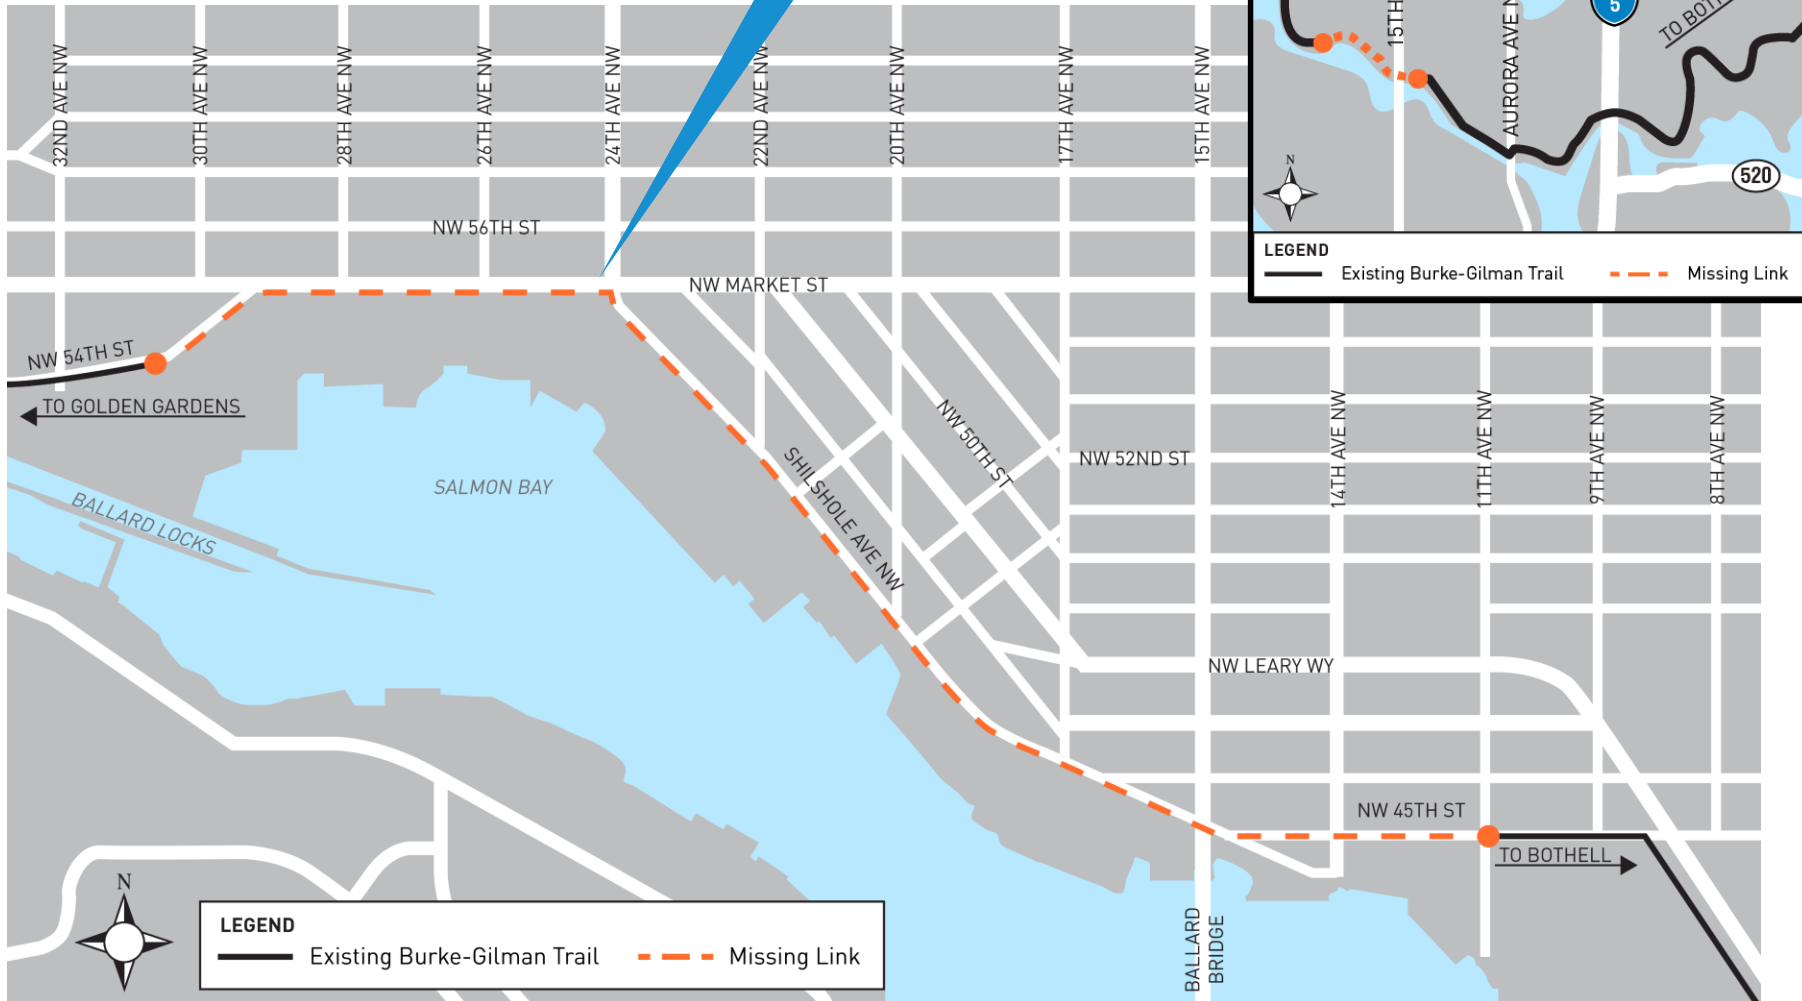 32ND AVE NW
30TH AVE NW
28TH AVE NW
26TH AVE NW
24TH AVE NW
22ND AVE NW
20TH AVE NW
17TH AVE NW
15TH AVE NW
NW 56TH ST
NW MARKET ST
NW 54TH ST
TO GOLDEN GARDENS
SALMON BAY
BALLARD LOCKS
SHILSHOLE AVE NW
NW 50TH ST
NW 52ND ST
14TH AVE NW
11TH AVE NW
9TH AVE NW
8TH AVE NW
NW LEARY WY
NW 45TH ST
TO BOTHELL
BALLARD
BRIDGE
N
LEGEND
Existing Burke-Gilman Trail
Missing Link
15TH
AURORA AVE N
5
520
N
LEGEND
Existing Burke-Gilman Trail
Missing Link